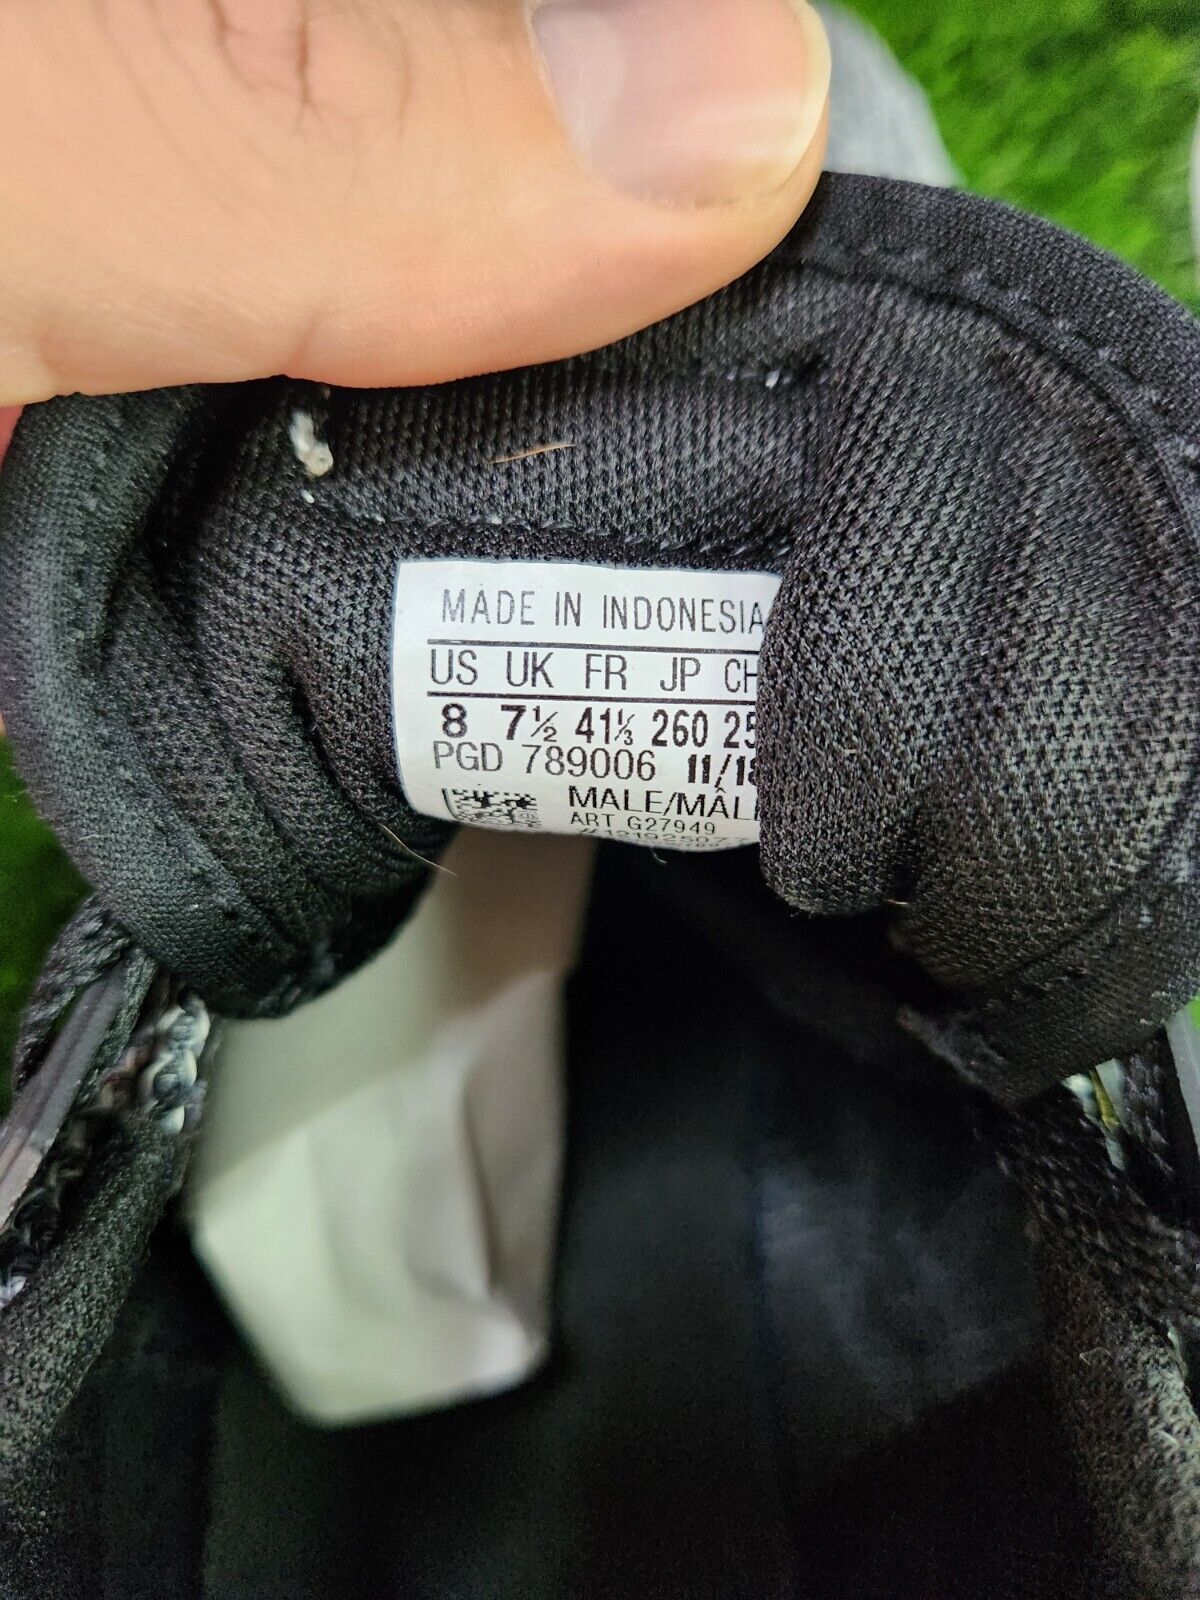 MADE IN INDONESIA
US UK FR JP CH
8 7½ 41⅓ 260 25
PGD 789006 11/18
MALE/MÂL
ART G27949